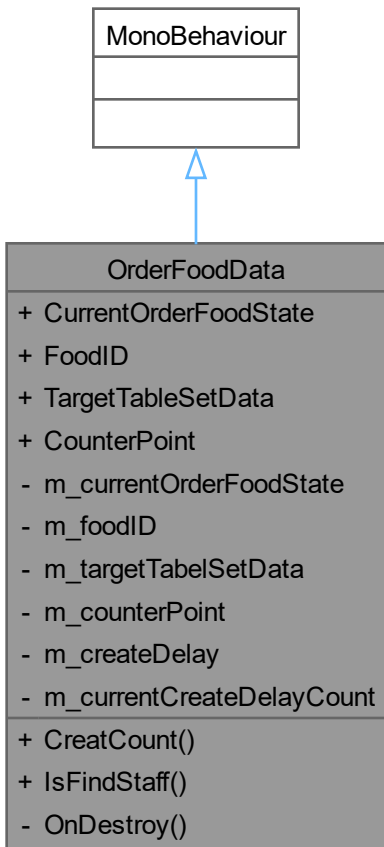 MonoBehaviour
OrderFoodData
+ CurrentOrderFoodState
+ FoodID
+ TargetTableSetData
+ CounterPoint
- m_currentOrderFoodState
- m_foodID
- m_targetTabelSetData
- m_counterPoint
- m_createDelay
- m_currentCreateDelayCount
+ CreatCount()
+ IsFindStaff()
- OnDestroy()